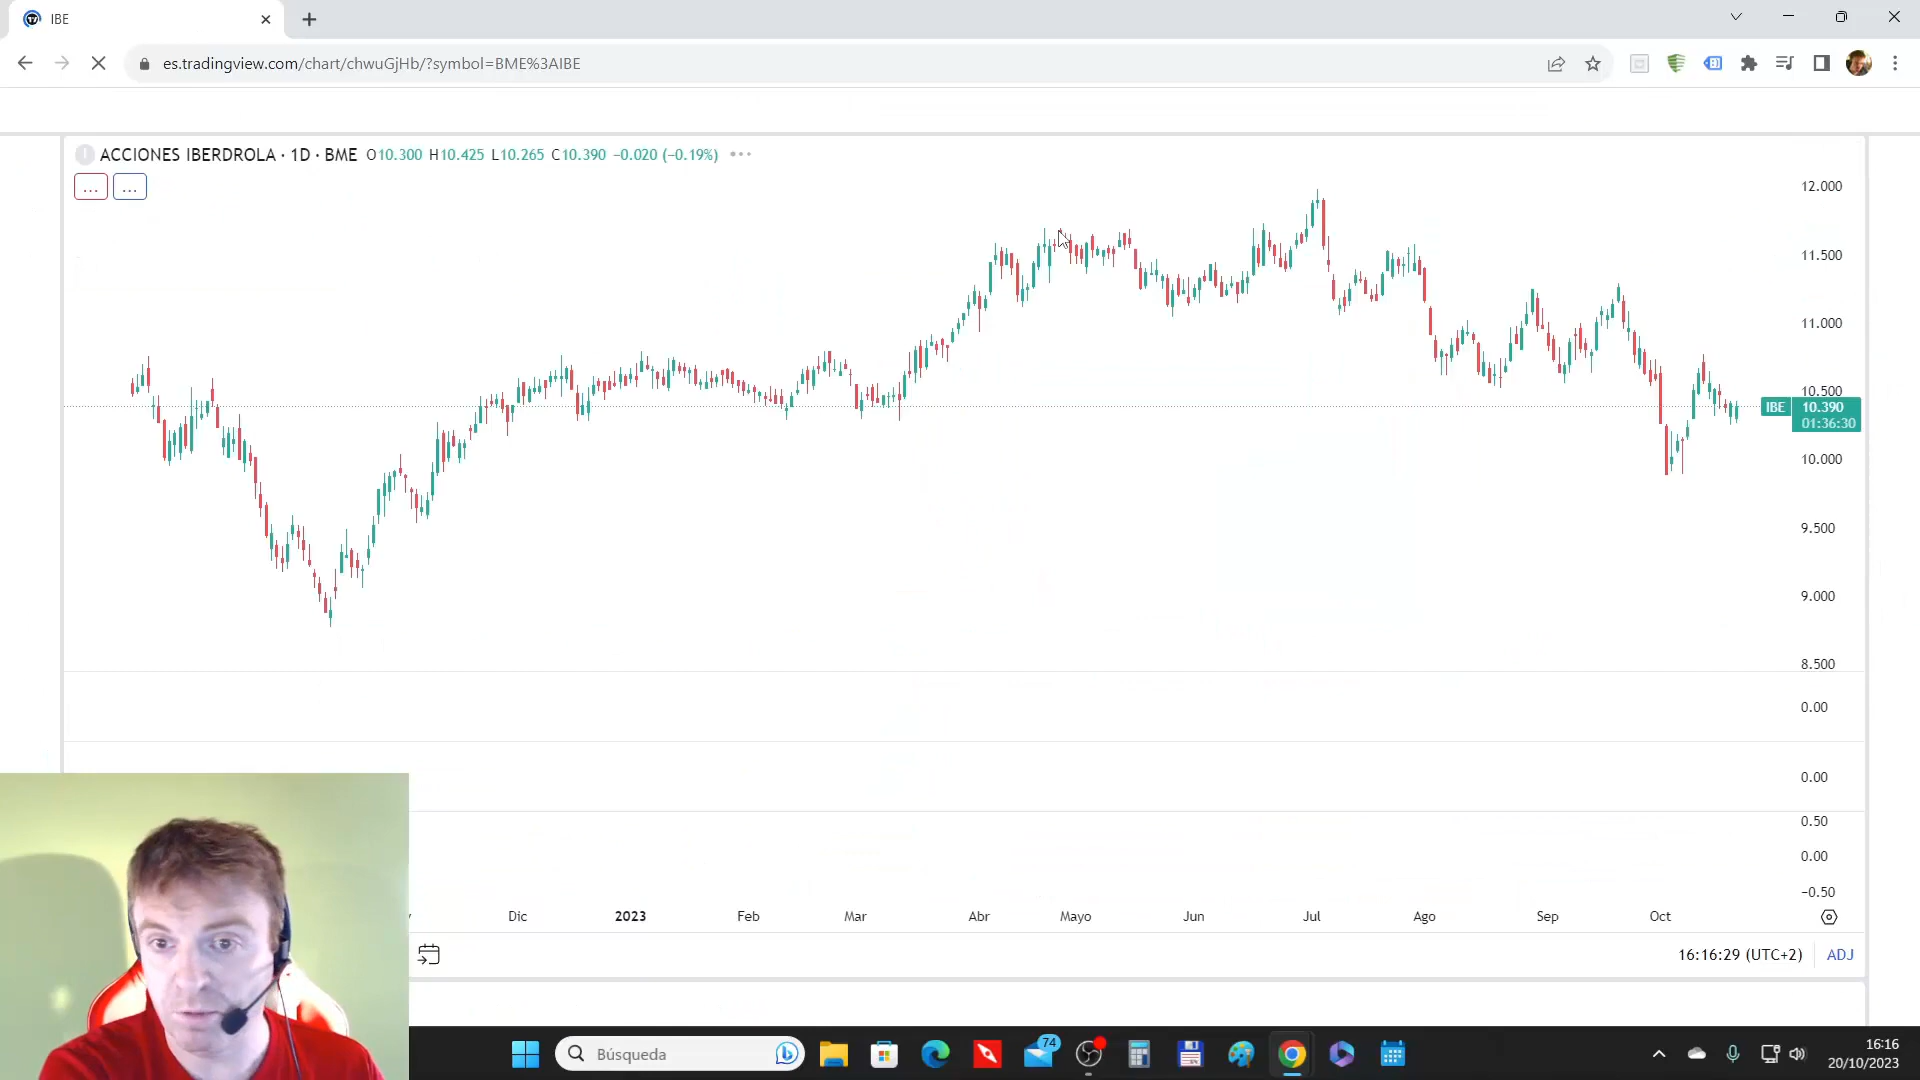 IBE
es.tradingview.com/chart/chwuGjHb/?symbol=BME%3AIBE
ACCIONES IBERDROLA · 1D · BME O10.300 H10.425 L10.265 C10.390 −0.020 (−0.19%) •••
... ...
12.000
11.500
11.000
10.500
IBE 10.390
01:36:30
10.000
9.500
9.000
8.500
0.00
0.00
0.50
0.00
−0.50
Dic 2023 Feb Mar Abr Mayo Jun Jul Ago Sep Oct
16:16:29 (UTC+2) ADJ
Búsqueda
74
16:16
20/10/2023